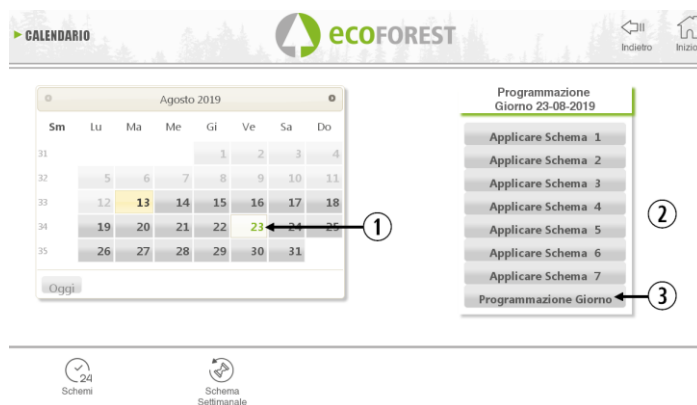 CALENDARIO
ecoFOREST
Indietro
Inizio
Agosto 2019
Sm Lu Ma Me Gi Ve Sa Do
31 1 2 3 4
32 5 6 7 8 9 10 11
33 12 13 14 15 16 17 18
34 19 20 21 22 23 24 25
35 26 27 28 29 30 31
Oggi
1
Programmazione
Giorno 23-08-2019
Applicare Schema 1
Applicare Schema 2
Applicare Schema 3
Applicare Schema 4
Applicare Schema 5
Applicare Schema 6
Applicare Schema 7
Programmazione Giorno
2
3
24
Schemi
Schema
Settimanale